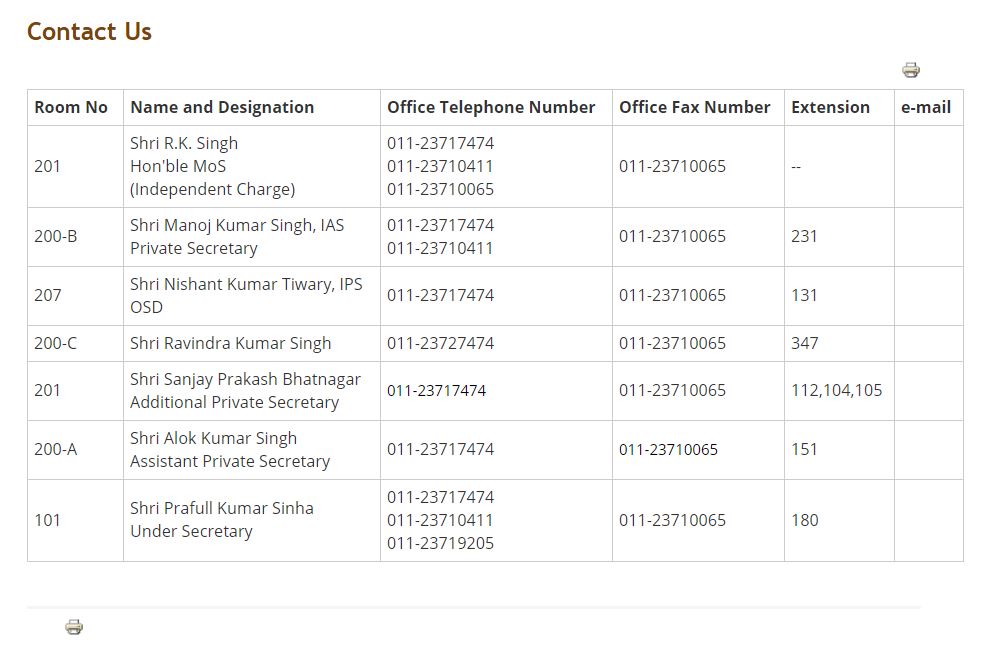 Contact Us
Room No Name and Designation Office Telephone Number Office Fax Number Extension e-mail
201
Shri R.K. Singh
Hon'ble MoS
(Independent Charge)
011-23717474
011-23710411
011-23710065
011-23710065
--
200-B
Shri Manoj Kumar Singh, IAS
Private Secretary
011-23717474
011-23710411
011-23710065
231
207
Shri Nishant Kumar Tiwary, IPS
OSD
011-23717474
011-23710065
131
200-C
Shri Ravindra Kumar Singh
011-23727474
011-23710065
347
201
Shri Sanjay Prakash Bhatnagar
Additional Private Secretary
011-23717474
011-23710065
112,104,105
200-A
Shri Alok Kumar Singh
Assistant Private Secretary
011-23717474
011-23710065
151
101
Shri Prafull Kumar Sinha
Under Secretary
011-23717474
011-23710411
011-23719205
011-23710065
180